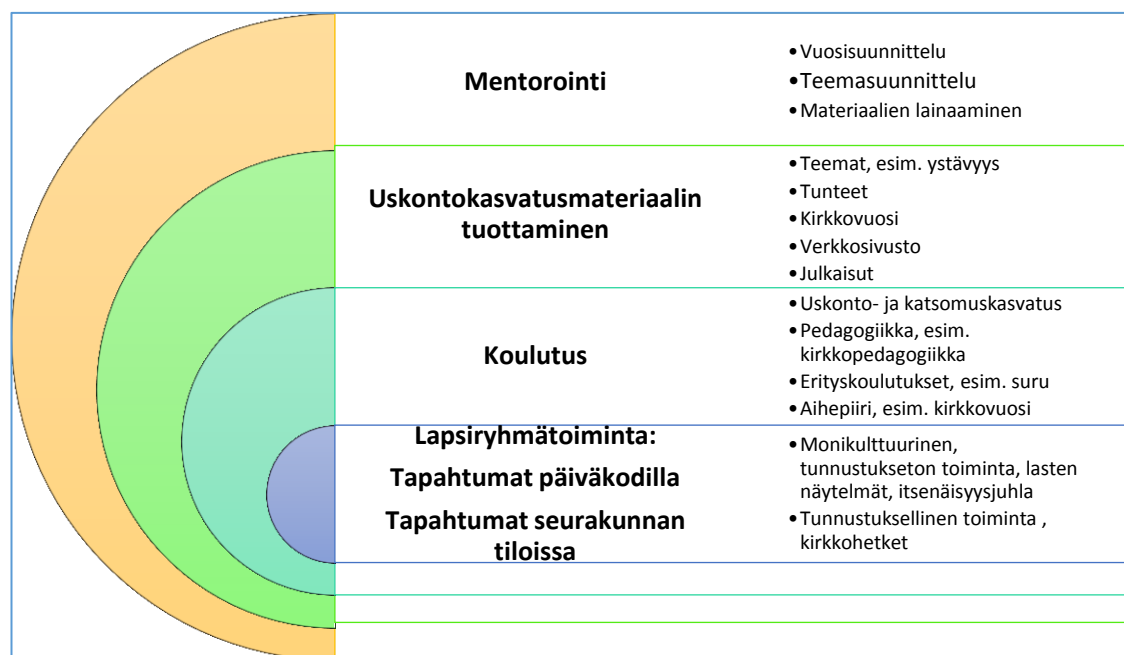 Mentorointi
•Vuosisuunnittelu
•Teemasuunnittelu
•Materiaalien lainaaminen
Uskontokasvatusmateriaalin
tuottaminen
•Teemat, esim. ystävyys
•Tunteet
•Kirkkovuosi
•Verkkosivusto
•Julkaisut
Koulutus
•Uskonto- ja katsomuskasvatus
•Pedagogiikka, esim.
kirkkopedagogiikka
•Erityskoulutukset, esim. suru
•Aihepiiri, esim. kirkkovuosi
Lapsiryhmätoiminta:
Tapahtumat päiväkodilla
Tapahtumat seurakunnan
tiloissa
•Monikulttuurinen,
tunnustukseton toiminta, lasten
näytelmät, itsenäisyysjuhla
•Tunnustuksellinen toiminta ,
kirkkohetket